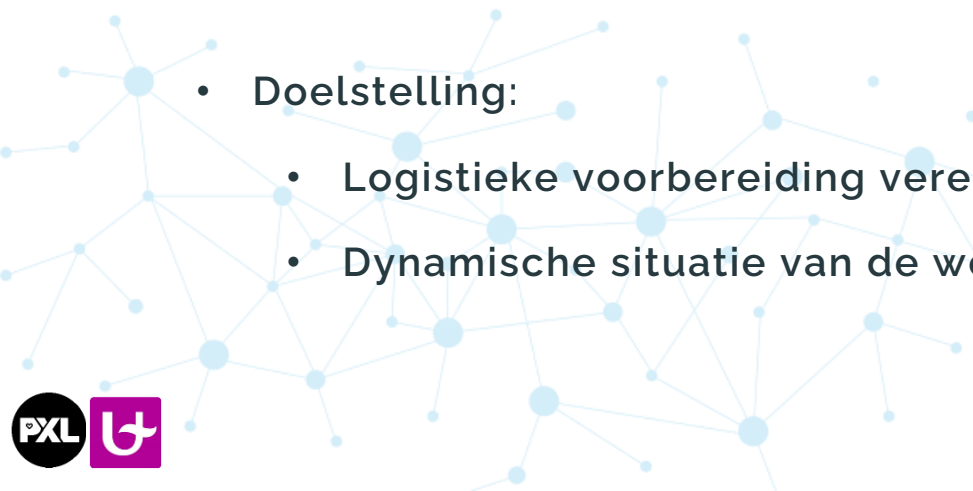 • Doelstelling:
• Logistieke voorbereiding
• Dynamische situatie van de
PXL